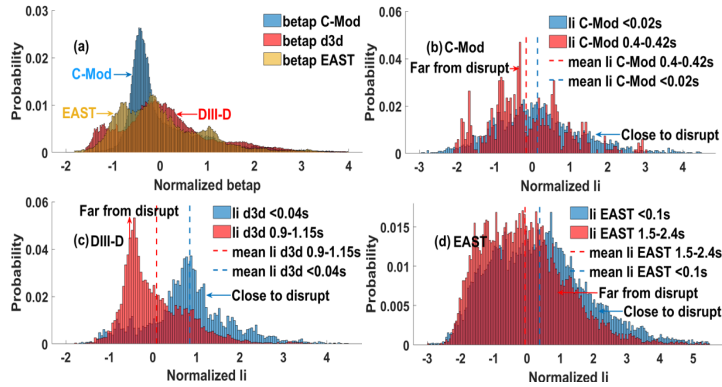 (a)
betap C-Mod
betap d3d
betap EAST
C-Mod
EAST
DIII-D
Probability
0.03
0.02
0.01
0
-2 -1 0 1 2 3 4
Normalized betap
(b) C-Mod
li C-Mod <0.02s
li C-Mod 0.4-0.42s
mean li C-Mod 0.4-0.42s
mean li C-Mod <0.02s
Far from disrupt
Close to disrupt
Probability
0.06
0.04
0.02
0
-3 -2 -1 0 1 2 3 4
Normalized li
Far from disrupt
li d3d <0.04s
li d3d 0.9-1.15s
mean li d3d 0.9-1.15s
mean li d3d <0.04s
(c) DIII-D
Close to disrupt
Probability
0.06
0.04
0.02
0
-2 -1 0 1 2 3 4
Normalized li
(d) EAST
li EAST <0.1s
li EAST 1.5-2.4s
mean li EAST 1.5-2.4s
mean li EAST <0.1s
Far from disrupt
Close to disrupt
Probability
0.015
0.01
0.005
0
-3 -2 -1 0 1 2 3 4 5
Normalized li